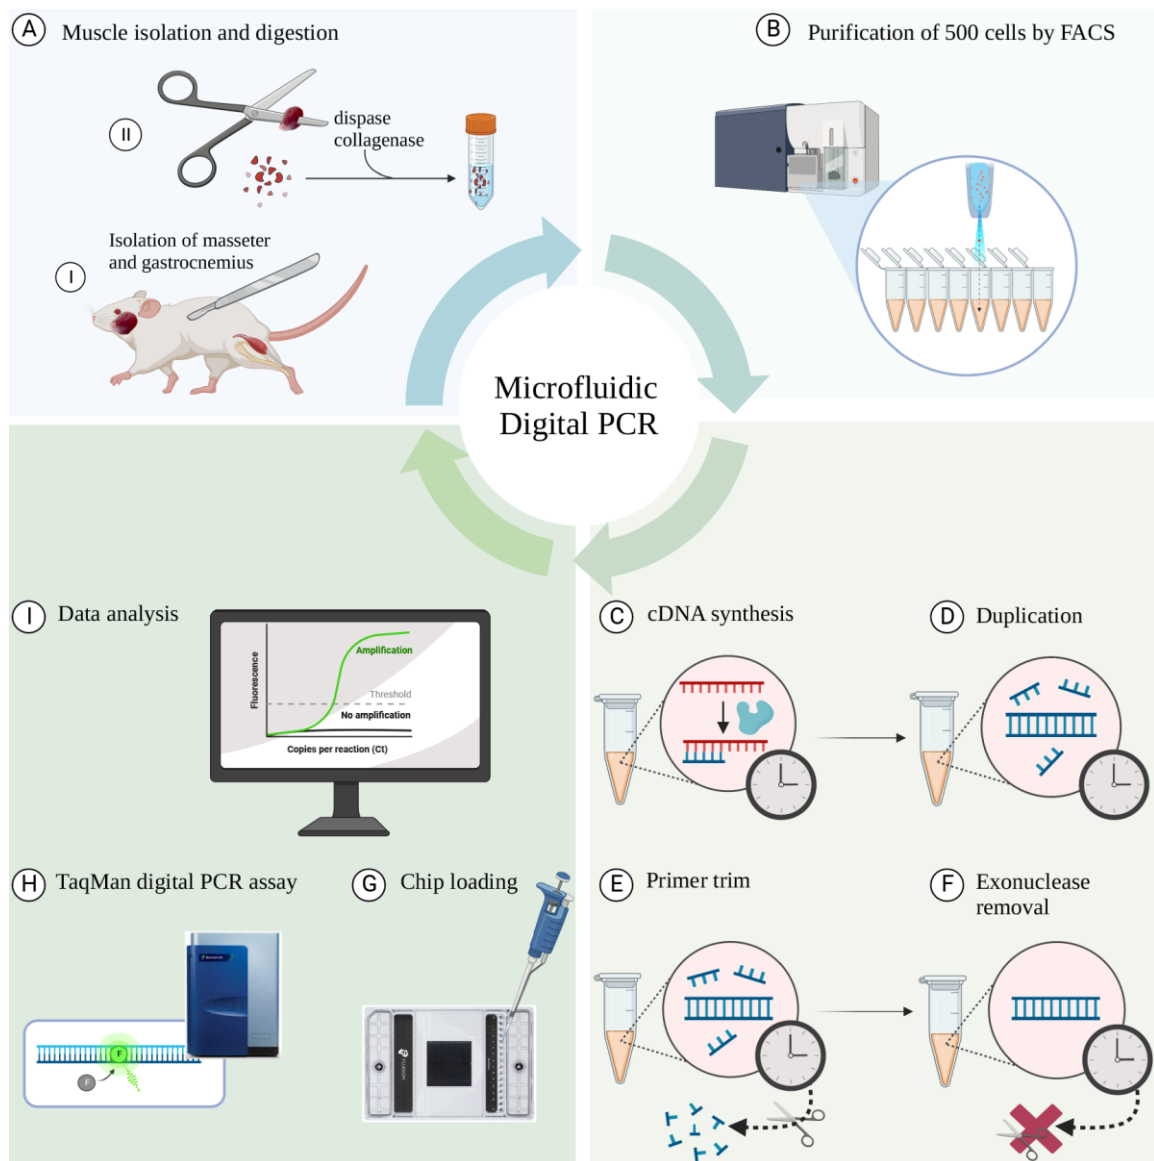 A Muscle isolation and digestion
II
dispase
collagenase
Isolation of masseter
and gastrocnemius
I
B Purification of 500 cells by FACS
Microfluidic
Digital PCR
C cDNA synthesis
D Duplication
E Primer trim
F Exonuclease
removal
G Chip loading
H TaqMan digital PCR assay
F
F
I Data analysis
Fluorescence
Amplification
Threshold
No amplification
Copies per reaction (Ct)